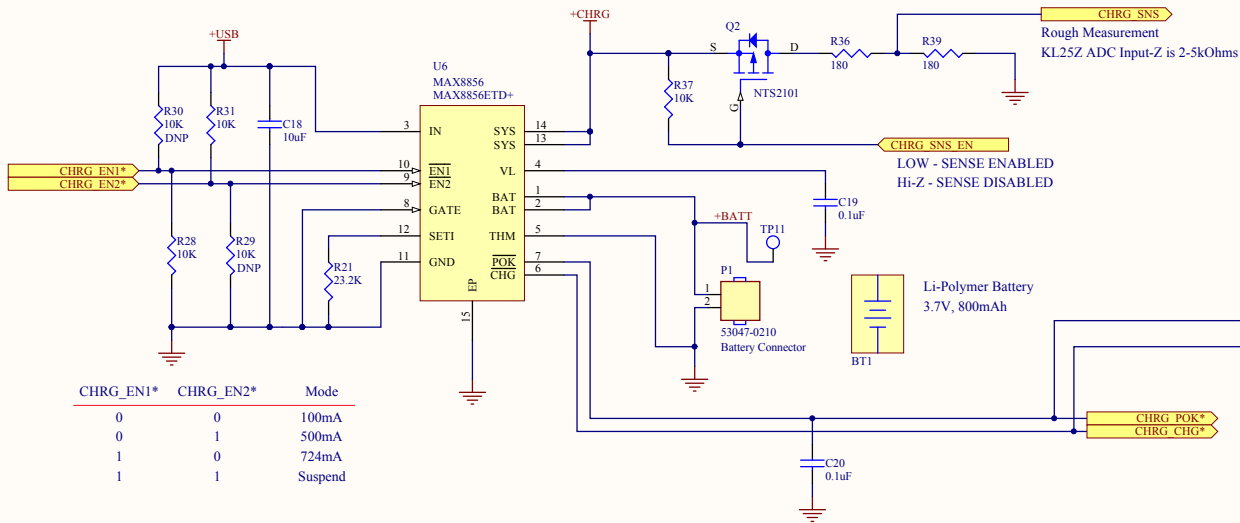 +CHRG
CHRG_SNS
Rough Measurement
KL25Z ADC Input-Z is 2-5kOhms
Q2
S
D
R36
180
R39
180
+USB
U6
MAX8856
MAX8856ETD+
R37
10K
NTS2101
G
R30
10K
DNP
R31
10K
C18
10uF
3
IN
SYS
14
SYS
13
CHRG_SNS_EN
LOW - SENSE ENABLED
Hi-Z - SENSE DISABLED
CHRG_EN1*
10
EN1
VL
4
CHRG_EN2*
9
EN2
BAT
1
8
GATE
BAT
2
C19
0.1uF
+BATT
TP11
12
SETI
THM
5
R28
10K
R29
10K
DNP
11
GND
POK
7
CHG
6
R21
23.2K
EP
15
P1
1
2
53047-0210
Battery Connector
Li-Polymer Battery
3.7V, 800mAh
BT1
CHRG_EN1* CHRG_EN2* Mode
0 0 100mA
0 1 500mA
1 0 724mA
1 1 Suspend
CHRG_POK*
CHRG_CHG*
C20
0.1uF